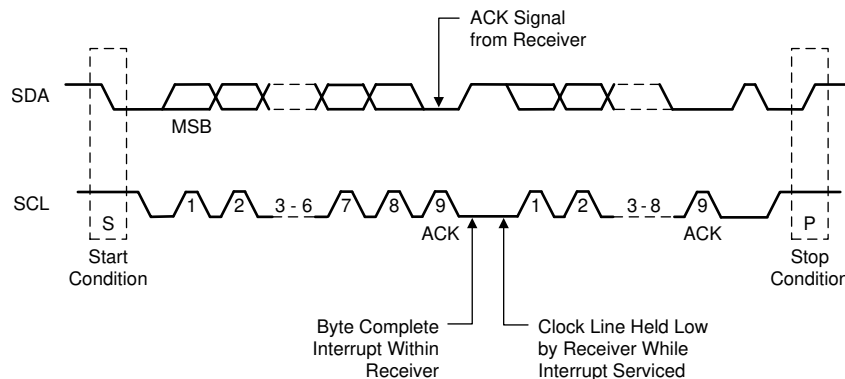 ACK Signal
from Receiver
SDA
MSB
SCL
S
1
2
3 - 6
7
8
9
1
2
3 - 8
9
P
ACK
ACK
Start
Condition
Stop
Condition
Byte Complete
Interrupt Within
Receiver
Clock Line Held Low
by Receiver While
Interrupt Serviced